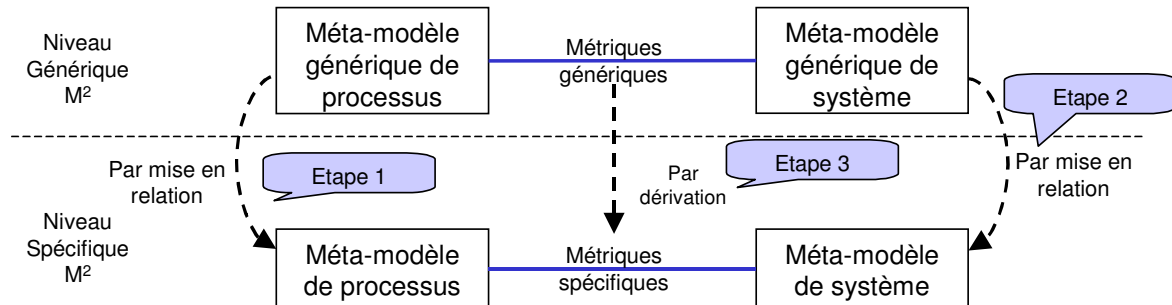 Niveau
Générique
M²
Méta-modèle
générique de
processus
Métriques
génériques
Méta-modèle
générique de
système
Etape 2
Par mise en
relation
Etape 1
Par
dérivation
Etape 3
Par mise en
relation
Niveau
Spécifique
M²
Méta-modèle
de processus
Métriques
spécifiques
Méta-modèle
de système